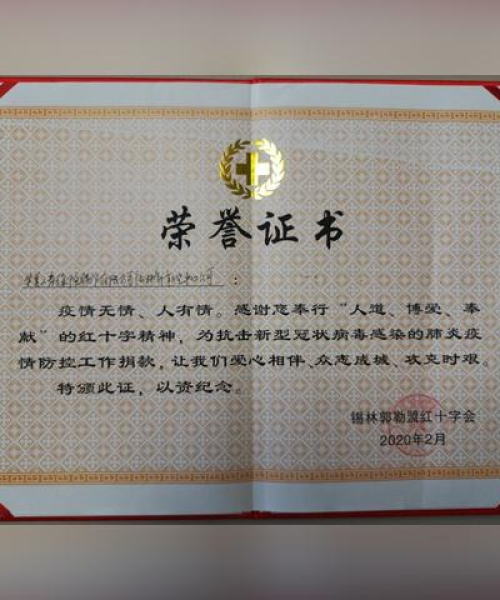 荣誉证书
：
疫情无情、人有情。感谢您奉行“人道、博爱、奉
献”的红十字精神，为抗击新型冠状病毒感染的肺炎疫
情防控工作捐款，让我们爱心相伴、众志成城、攻克时艰。
特颁此证，以资纪念。
锡林郭勒盟红十字会
2020年2月